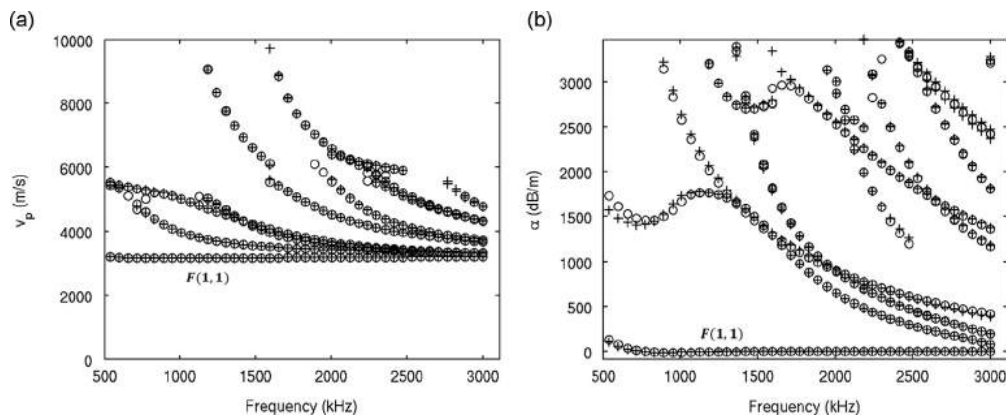 (a)
10000
8000
6000
4000
2000
0
v_p (m/s)
F(1,1)
500 1000 1500 2000 2500 3000
Frequency (kHz)
(b)
3000
2500
2000
1500
1000
500
0
α (dB/m)
F(1,1)
500 1000 1500 2000 2500 3000
Frequency (kHz)